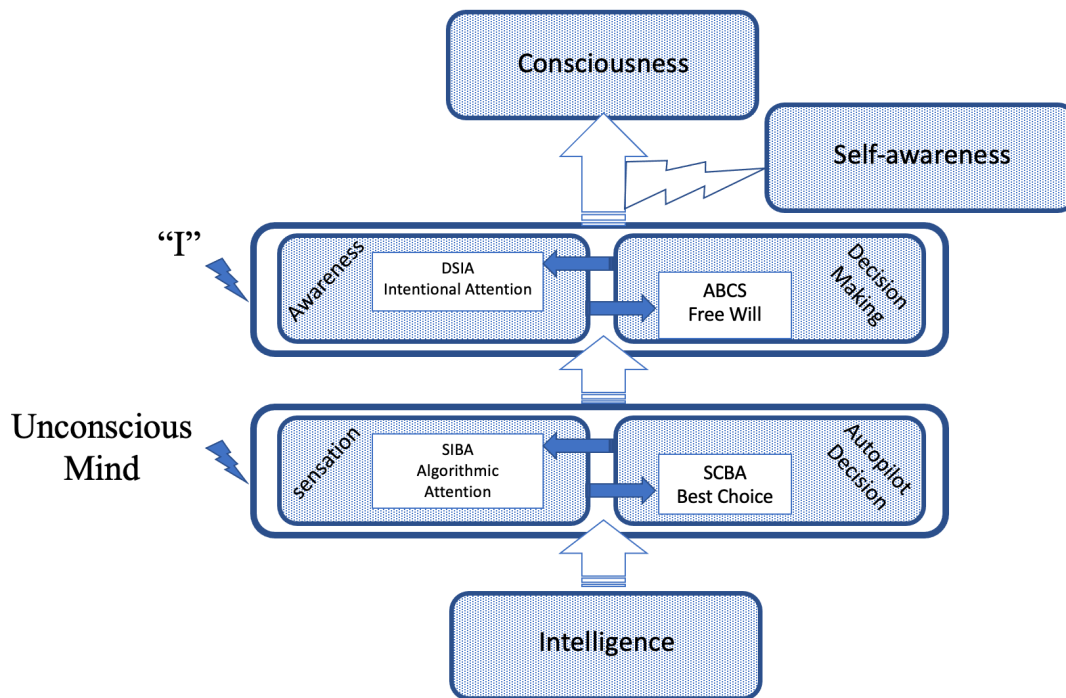 Consciousness
Self-awareness
“I”
Awareness
DSIA
Intentional Attention
ABCS
Free Will
Decision
Making
Unconscious
Mind
sensation
SIBA
Algorithmic
Attention
SCBA
Best Choice
Autopilot
Decision
Intelligence